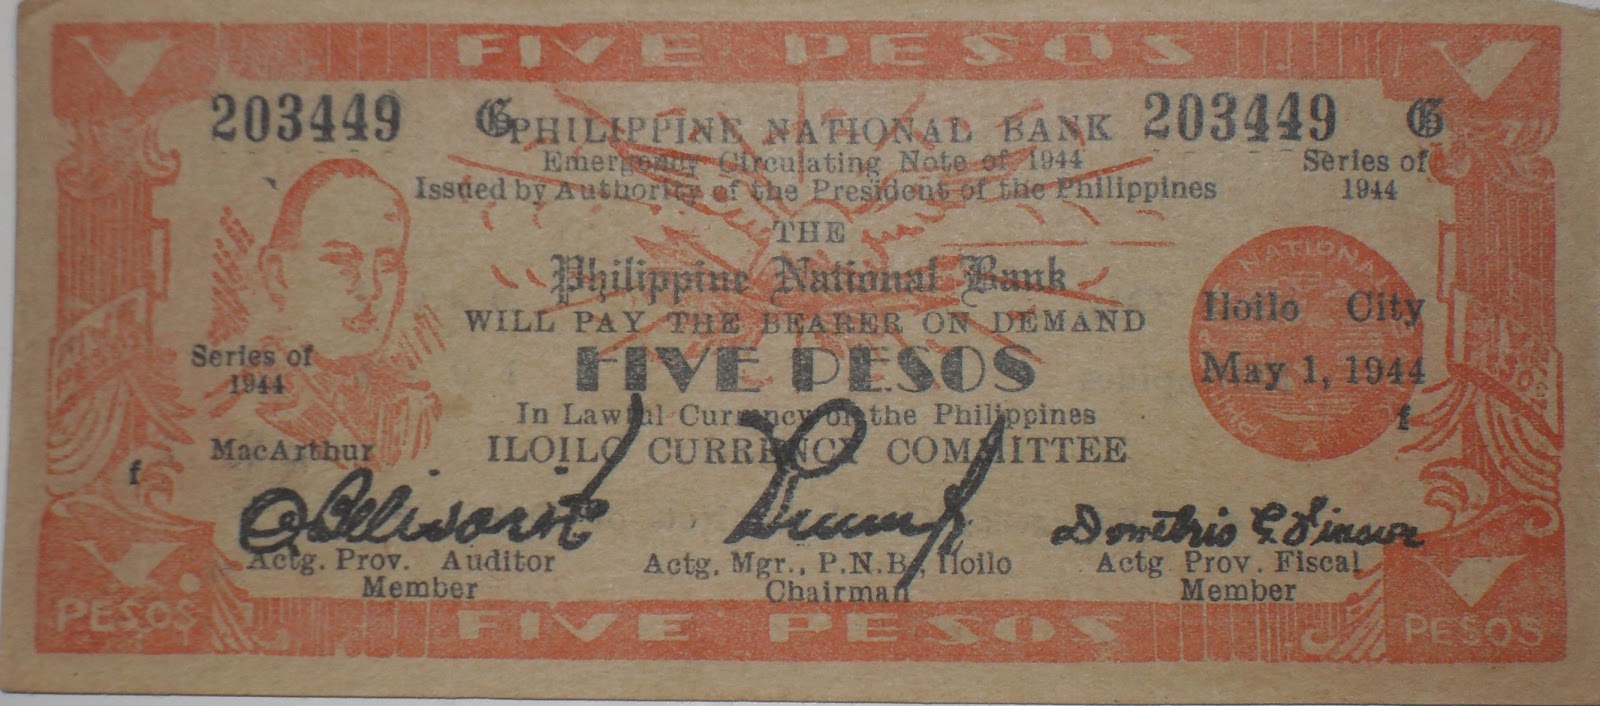 FIVE PESOS
203449 G
203449 G
PHILIPPINE NATIONAL BANK
Emergency Circulating Note of 1944
Series of
1944
Issued by Authority of the President of the Philippines
THE
Philippine National Bank
WILL PAY THE BEARER ON DEMAND
FIVE PESOS
In Lawful Currency of the Philippines
ILOILO CURRENCY COMMITTEE
Series of
1944
MacArthur
f
NATIONAL
Iloilo City
May 1, 1944
f
Actg. Prov. Auditor
Member
Actg. Mgr., P.N.B., Iloilo
Chairman
Demetrio
Actg Prov. Fiscal
Member
PESOS
FIVE PESOS
PESOS